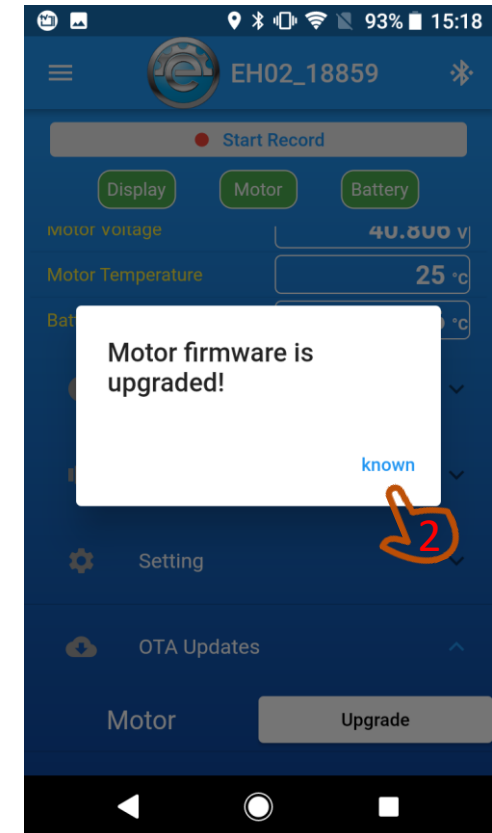 93% 15:18
EH02_18859
Start Record
Display Motor Battery
Motor Voltage 40.806 v
Motor Temperature 25 °C
Bat °C
Motor firmware is
upgraded!
known
2
Setting
OTA Updates
Motor Upgrade